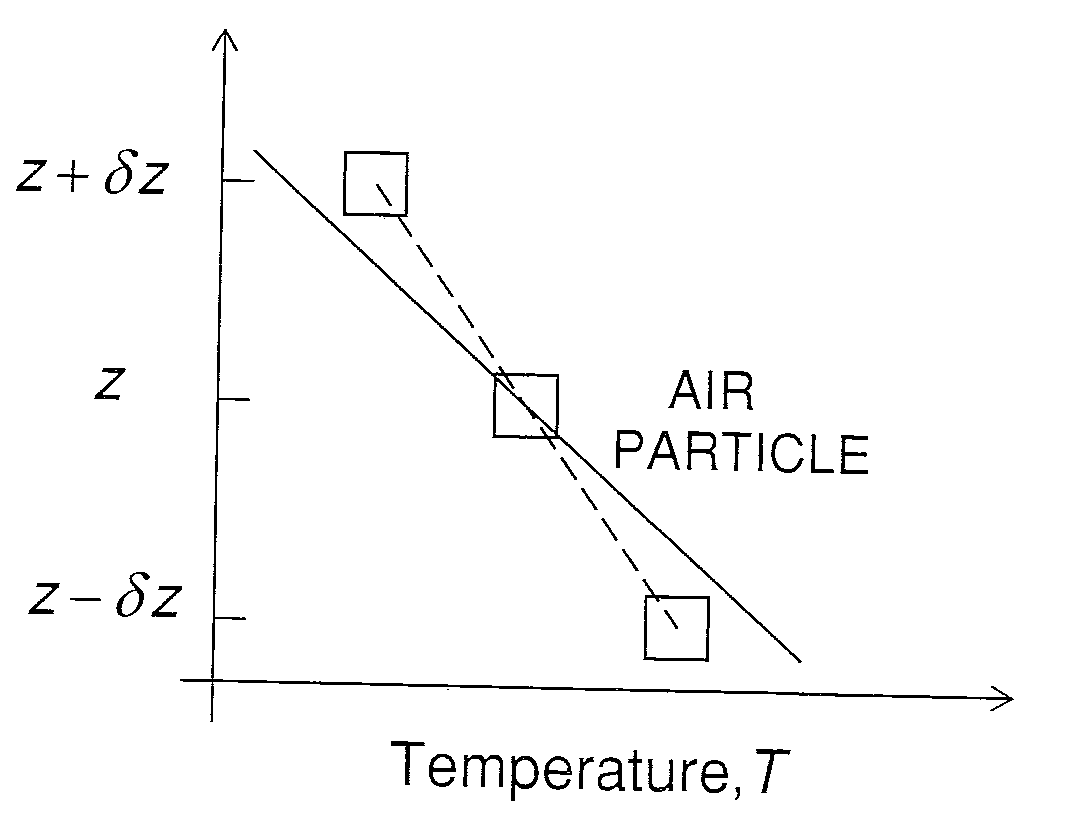 z + δz
z
AIR
PARTICLE
z − δz
Temperature, T